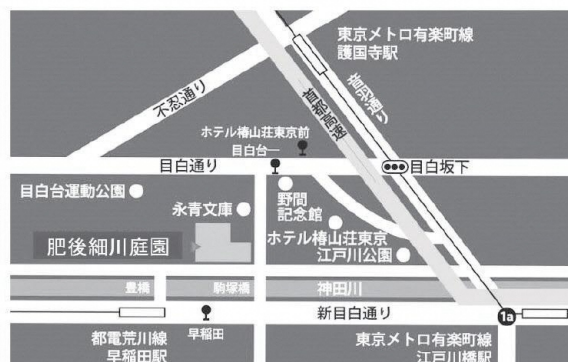 東京メトロ有楽町線
護国寺駅
不忍通り
音羽通り
首都高速
ホテル椿山荘東京前
目白台一
目白通り
目白坂下
目白台運動公園
永青文庫
野間
記念館
肥後細川庭園
ホテル椿山荘東京
江戸川公園
豊橋
駒塚橋
神田川
早稲田
新目白通り
1a
都電荒川線
早稲田駅
東京メトロ有楽町線
江戸川橋駅